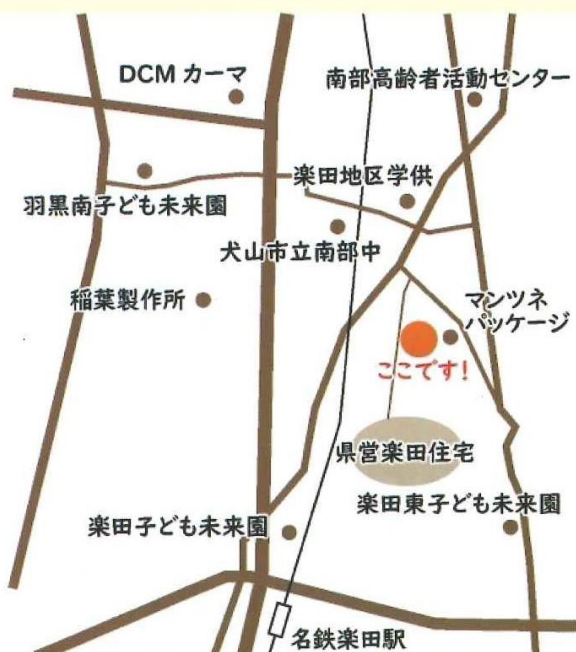 DCM カーマ
南部高齢者活動センター
楽田地区学供
羽黒南子ども未来園
犬山市立南部中
稲葉製作所
マンツネ
パッケージ
ここです!
県営楽田住宅
楽田東子ども未来園
楽田子ども未来園
名鉄楽田駅